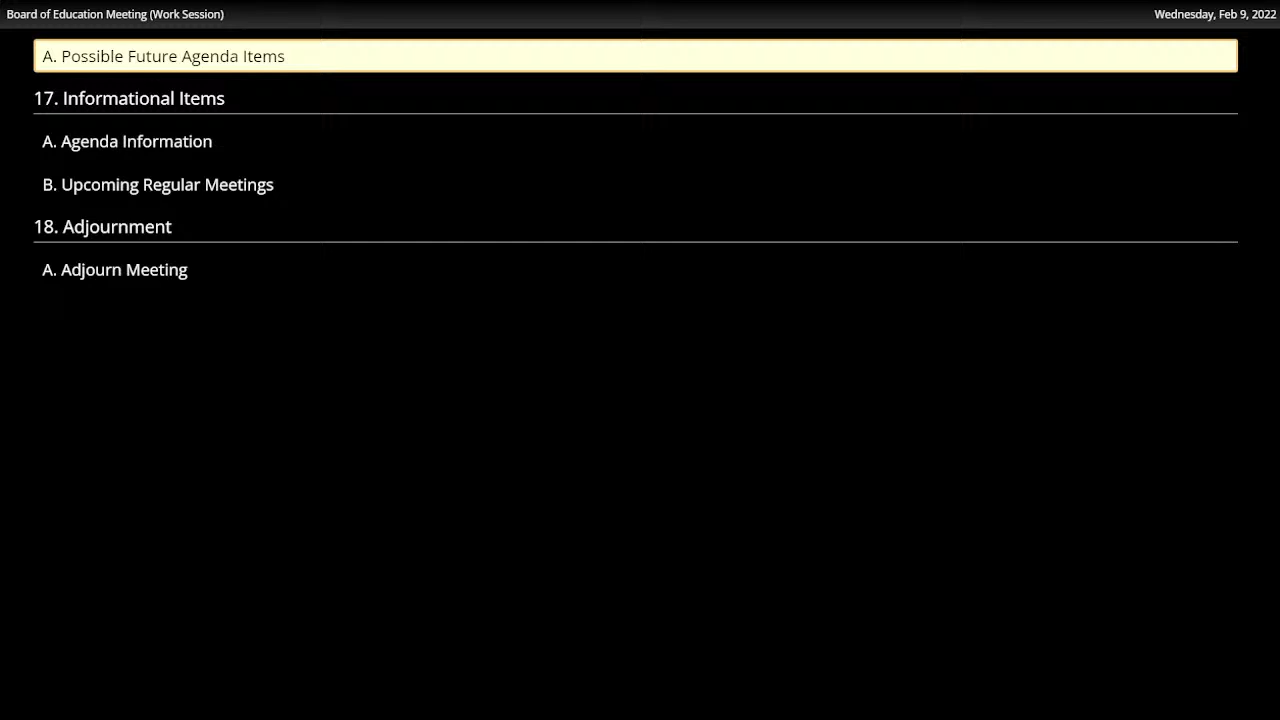 Board of Education Meeting (Work Session)
Wednesday, Feb 9, 2022
A. Possible Future Agenda Items
17. Informational Items
A. Agenda Information
B. Upcoming Regular Meetings
18. Adjournment
A. Adjourn Meeting